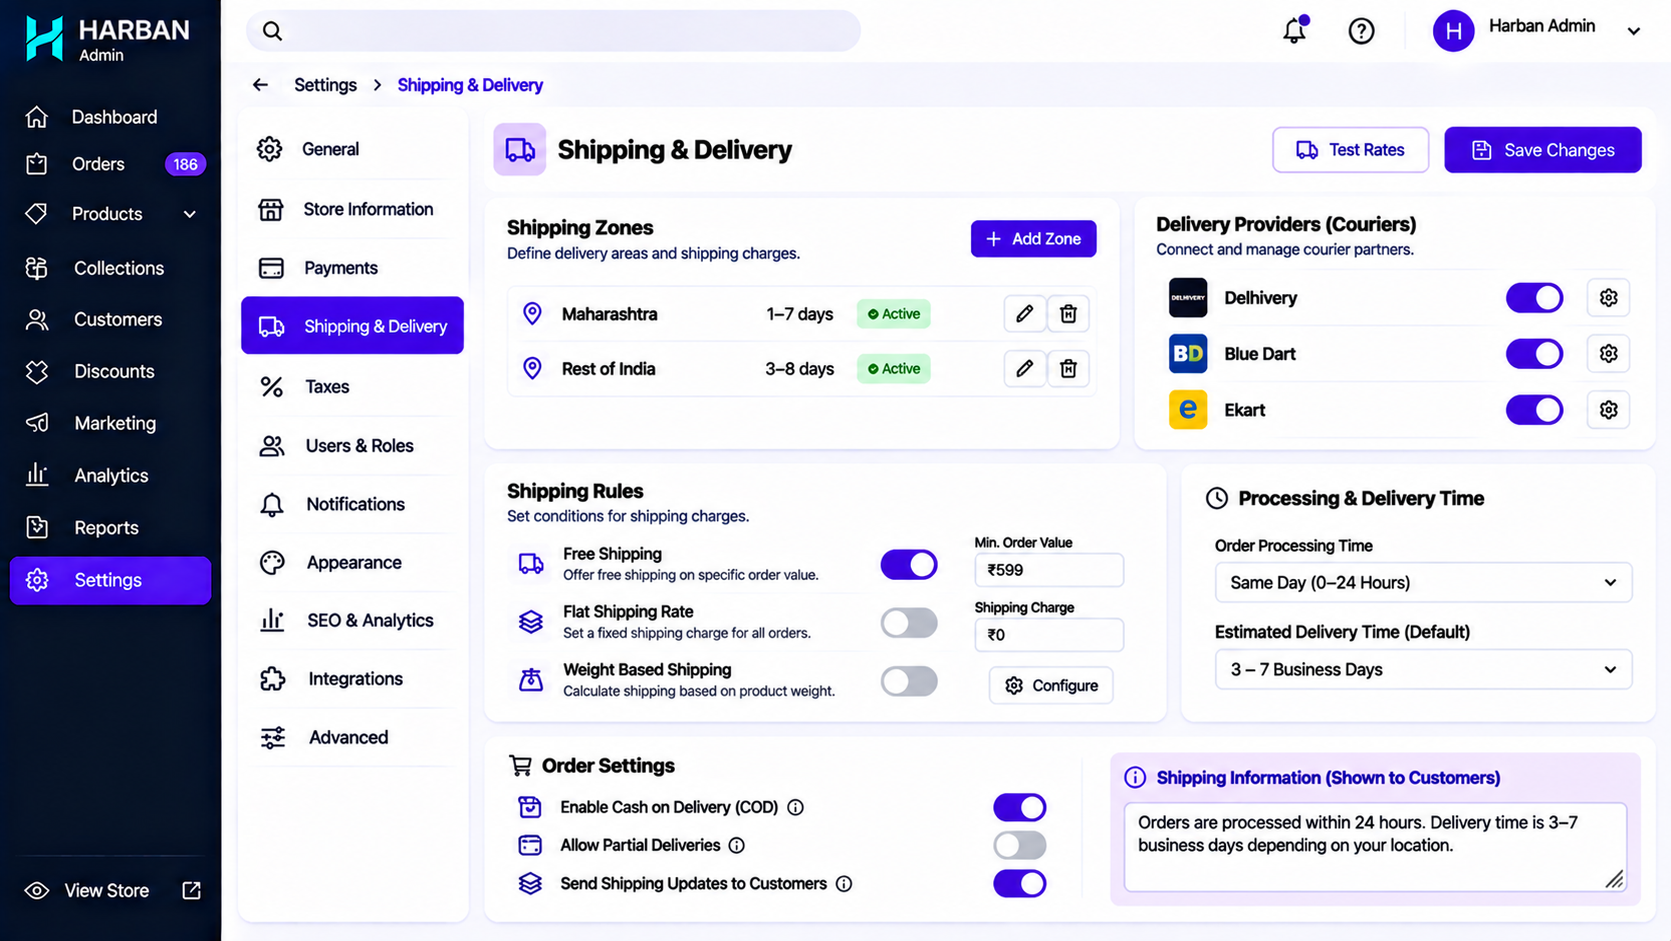 HARBAN
Admin
Harban Admin
H
Dashboard
Orders 186
Products
Collections
Customers
Discounts
Marketing
Analytics
Reports
Settings
View Store
Settings > Shipping & Delivery
General
Store Information
Payments
Shipping & Delivery
Taxes
Users & Roles
Notifications
Appearance
SEO & Analytics
Integrations
Advanced
Shipping & Delivery
Test Rates
Save Changes
Shipping Zones
Define delivery areas and shipping charges.
+ Add Zone
Maharashtra 1–7 days Active
Rest of India 3–8 days Active
Delivery Providers (Couriers)
Connect and manage courier partners.
DELHIVERY Delhivery
BD Blue Dart
e Ekart
Shipping Rules
Set conditions for shipping charges.
Free Shipping
Offer free shipping on specific order value.
Min. Order Value
₹599
Flat Shipping Rate
Set a fixed shipping charge for all orders.
Shipping Charge
₹0
Weight Based Shipping
Calculate shipping based on product weight.
Configure
Processing & Delivery Time
Order Processing Time
Same Day (0–24 Hours)
Estimated Delivery Time (Default)
3 – 7 Business Days
Order Settings
Enable Cash on Delivery (COD)
Allow Partial Deliveries
Send Shipping Updates to Customers
Shipping Information (Shown to Customers)
Orders are processed within 24 hours. Delivery time is 3–7
business days depending on your location.